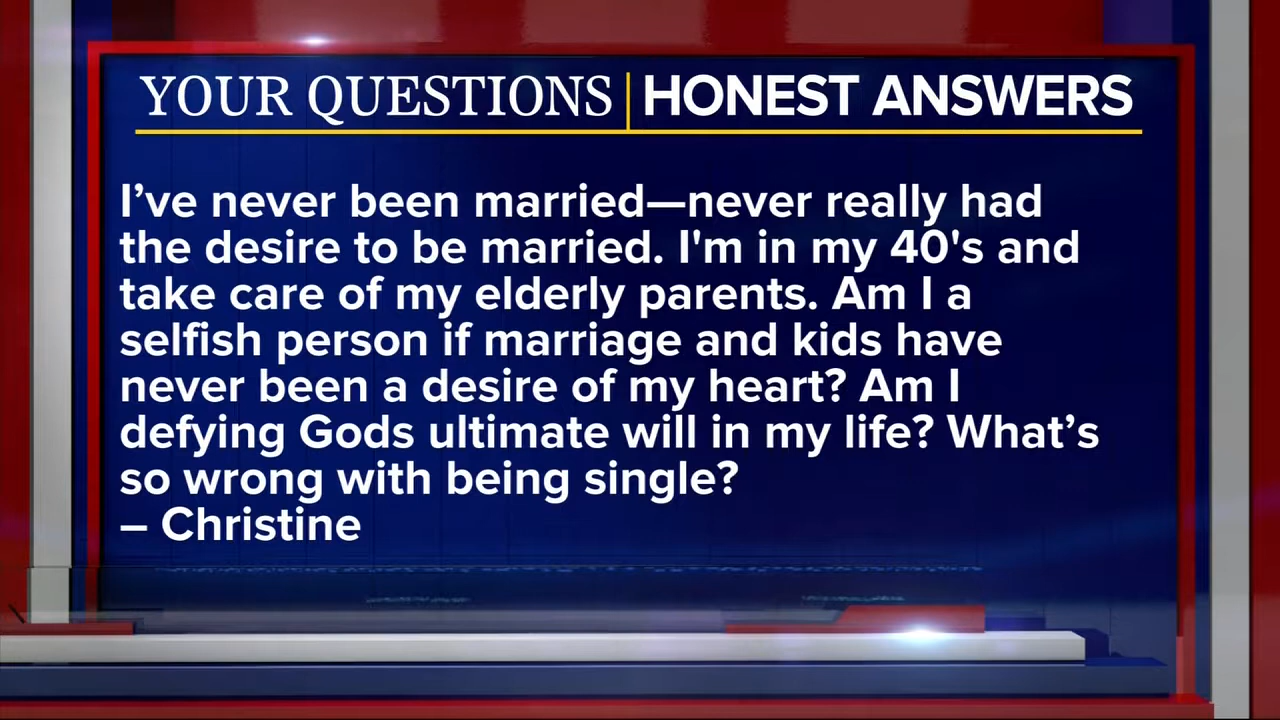 YOUR QUESTIONS | HONEST ANSWERS
I’ve never been married—never really had
the desire to be married. I'm in my 40's and
take care of my elderly parents. Am I a
selfish person if marriage and kids have
never been a desire of my heart? Am I
defying Gods ultimate will in my life? What’s
so wrong with being single?
– Christine